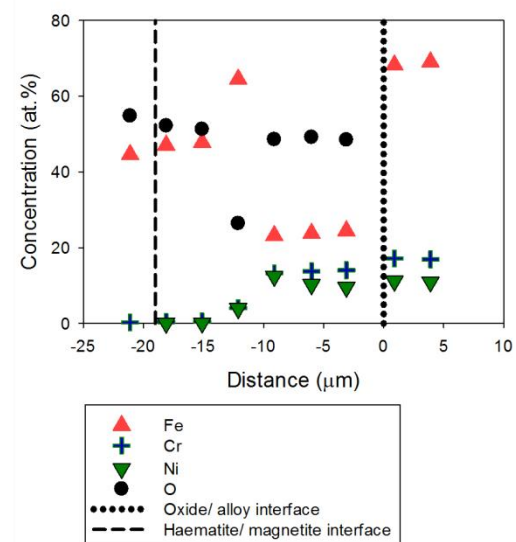 80
60
40
20
0
Concentration (at.%)
-25 -20 -15 -10 -5 0 5 10
Distance (μm)
Fe
Cr
Ni
O
Oxide/ alloy interface
Haematite/ magnetite interface